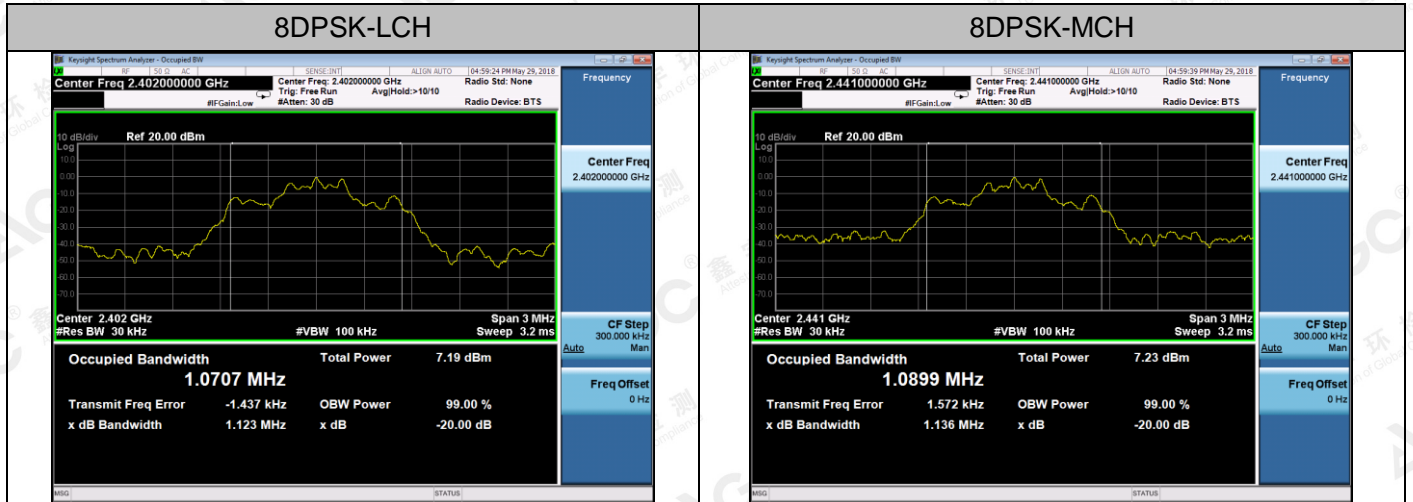 8DPSK-LCH
Keysight Spectrum Analyzer - Occupied BW
RF 50 Ω AC SENSE:INT ALIGN AUTO 04:59:24 PM May 29, 2018
Center Freq 2.402000000 GHz Center Freq: 2.402000000 GHz Radio Std: None
Trig: Free Run Avg|Hold:>10/10
#IFGain:Low #Atten: 30 dB Radio Device: BTS
10 dB/div Ref 20.00 dBm
Log
10.0
0.00
-10.0
-20.0
-30.0
-40.0
-50.0
-60.0
-70.0
Center 2.402 GHz Span 3 MHz
#Res BW 30 kHz #VBW 100 kHz Sweep 3.2 ms
Occupied Bandwidth Total Power 7.19 dBm
1.0707 MHz
Transmit Freq Error -1.437 kHz OBW Power 99.00 %
x dB Bandwidth 1.123 MHz x dB -20.00 dB
MSG STATUS
Frequency
Center Freq
2.402000000 GHz
CF Step
300.000 kHz
Auto Man
Freq Offset
0 Hz
8DPSK-MCH
Keysight Spectrum Analyzer - Occupied BW
RF 50 Ω AC SENSE:INT ALIGN AUTO 04:59:39 PM May 29, 2018
Center Freq 2.441000000 GHz Center Freq: 2.441000000 GHz Radio Std: None
Trig: Free Run Avg|Hold:>10/10
#IFGain:Low #Atten: 30 dB Radio Device: BTS
10 dB/div Ref 20.00 dBm
Log
10.0
0.00
-10.0
-20.0
-30.0
-40.0
-50.0
-60.0
-70.0
Center 2.441 GHz Span 3 MHz
#Res BW 30 kHz #VBW 100 kHz Sweep 3.2 ms
Occupied Bandwidth Total Power 7.23 dBm
1.0899 MHz
Transmit Freq Error 1.572 kHz OBW Power 99.00 %
x dB Bandwidth 1.136 MHz x dB -20.00 dB
MSG STATUS
Frequency
Center Freq
2.441000000 GHz
CF Step
300.000 kHz
Auto Man
Freq Offset
0 Hz